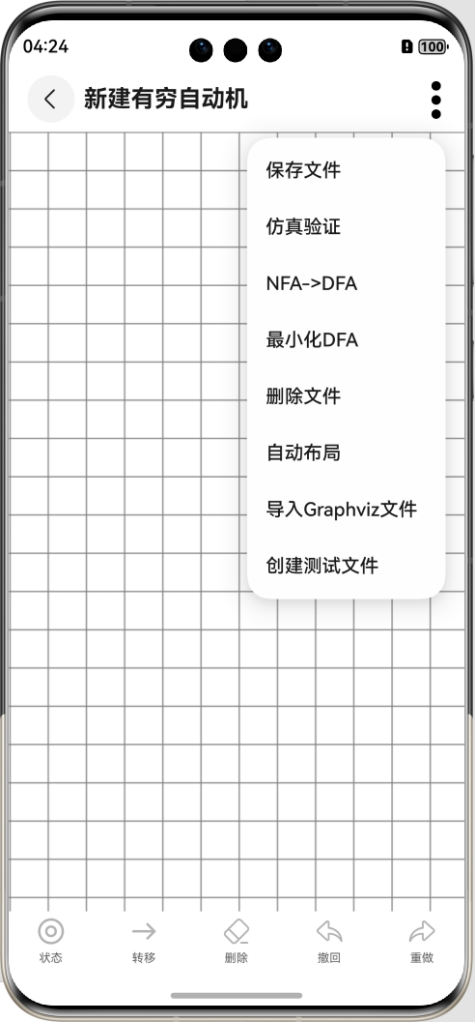 04:24
100
新建有穷自动机
保存文件
仿真验证
NFA->DFA
最小化DFA
删除文件
自动布局
导入Graphviz文件
创建测试文件
状态
转移
删除
撤回
重做